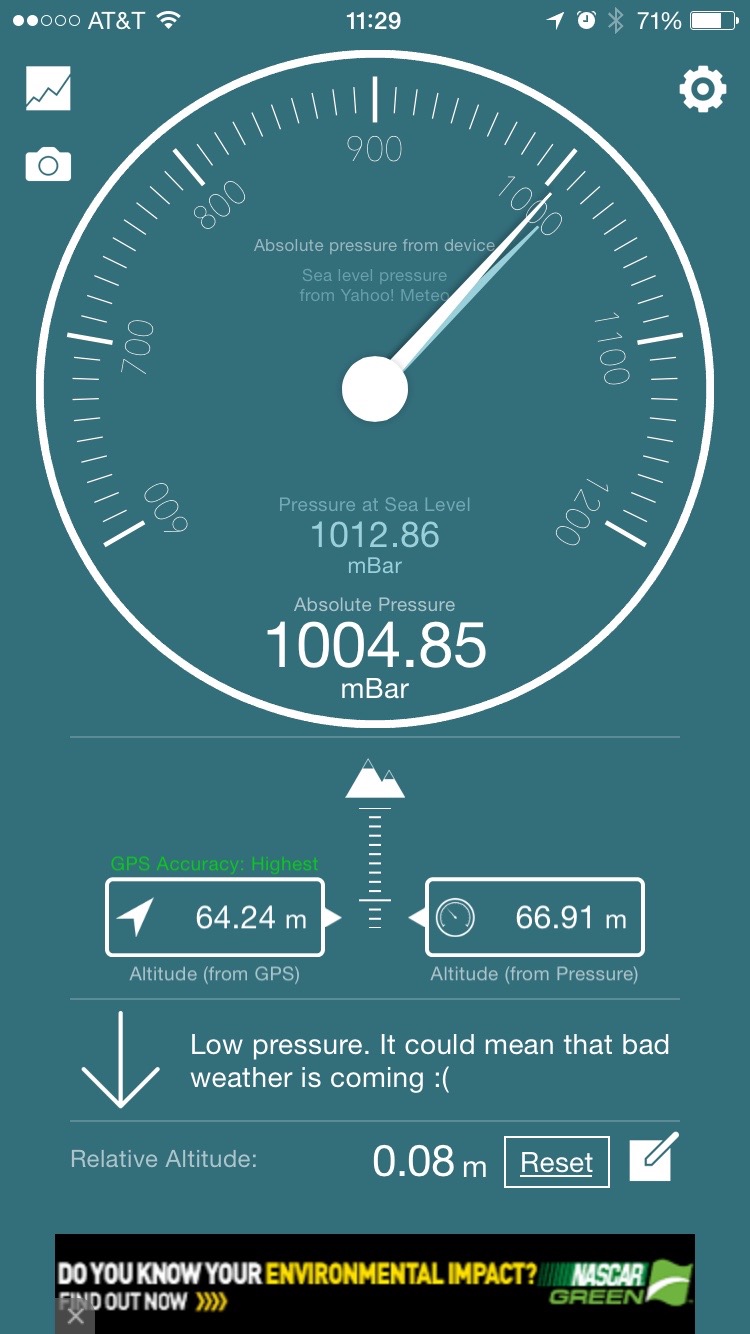 AT&T 11:29 71%
900
800
1000
Absolute pressure from device
Sea level pressure
from Yahoo! Meteo
700
1100
600
1200
Pressure at Sea Level
1012.86
mBar
Absolute Pressure
1004.85
mBar
GPS Accuracy: Highest
64.24 m
66.91 m
Altitude (from GPS)
Altitude (from Pressure)
Low pressure. It could mean that bad
weather is coming :(
Relative Altitude:
0.08 m
Reset
DO YOU KNOW YOUR ENVIRONMENTAL IMPACT?
FIND OUT NOW
NASCAR
GREEN